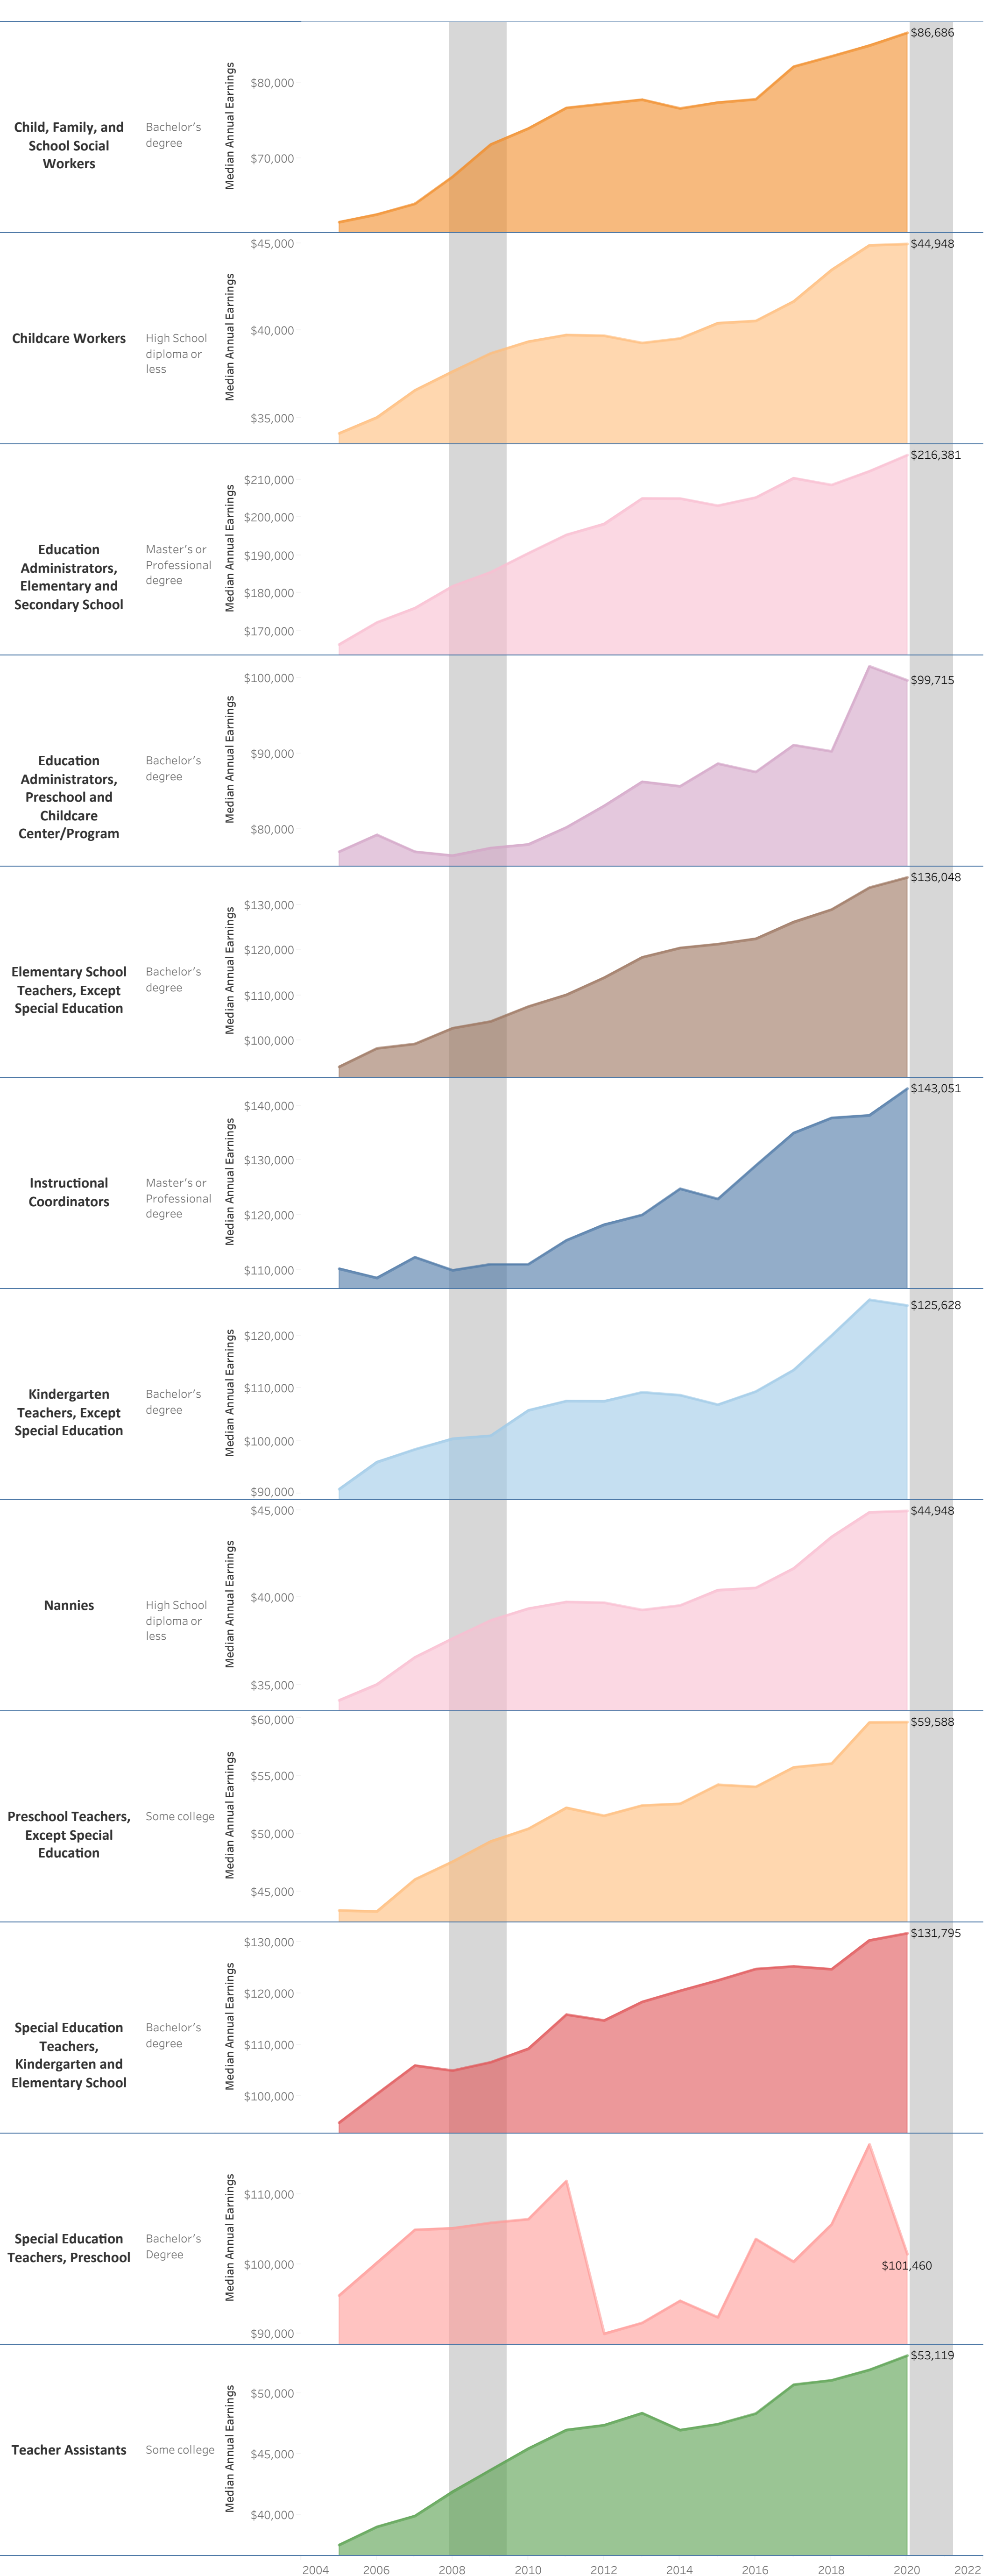 $86,686
$80,000
$70,000
Median Annual Earnings
Child, Family, and
School Social
Workers
Bachelor's
degree
$45,000
$44,948
$40,000
$35,000
Median Annual Earnings
Childcare Workers
High School
diploma or
less
$216,381
$210,000
$200,000
$190,000
$180,000
$170,000
Median Annual Earnings
Education
Administrators,
Elementary and
Secondary School
Master's or
Professional
degree
$100,000
$99,715
$90,000
$80,000
Median Annual Earnings
Education
Administrators,
Preschool and
Childcare
Center/Program
Bachelor's
degree
$136,048
$130,000
$120,000
$110,000
$100,000
Median Annual Earnings
Elementary School
Teachers, Except
Special Education
Bachelor's
degree
$143,051
$140,000
$130,000
$120,000
$110,000
Median Annual Earnings
Instructional
Coordinators
Master's or
Professional
degree
$125,628
$120,000
$110,000
$100,000
$90,000
Median Annual Earnings
Kindergarten
Teachers, Except
Special Education
Bachelor's
degree
$45,000
$44,948
$40,000
$35,000
Median Annual Earnings
Nannies
High School
diploma or
less
$60,000
$59,588
$55,000
$50,000
$45,000
Median Annual Earnings
Preschool Teachers,
Except Special
Education
Some college
$131,795
$130,000
$120,000
$110,000
$100,000
Median Annual Earnings
Special Education
Teachers,
Kindergarten and
Elementary School
Bachelor's
degree
$110,000
$100,000
$101,460
$90,000
Median Annual Earnings
Special Education
Teachers, Preschool
Bachelor's
Degree
$53,119
$50,000
$45,000
$40,000
Median Annual Earnings
Teacher Assistants
Some college
2004 2006 2008 2010 2012 2014 2016 2018 2020 2022